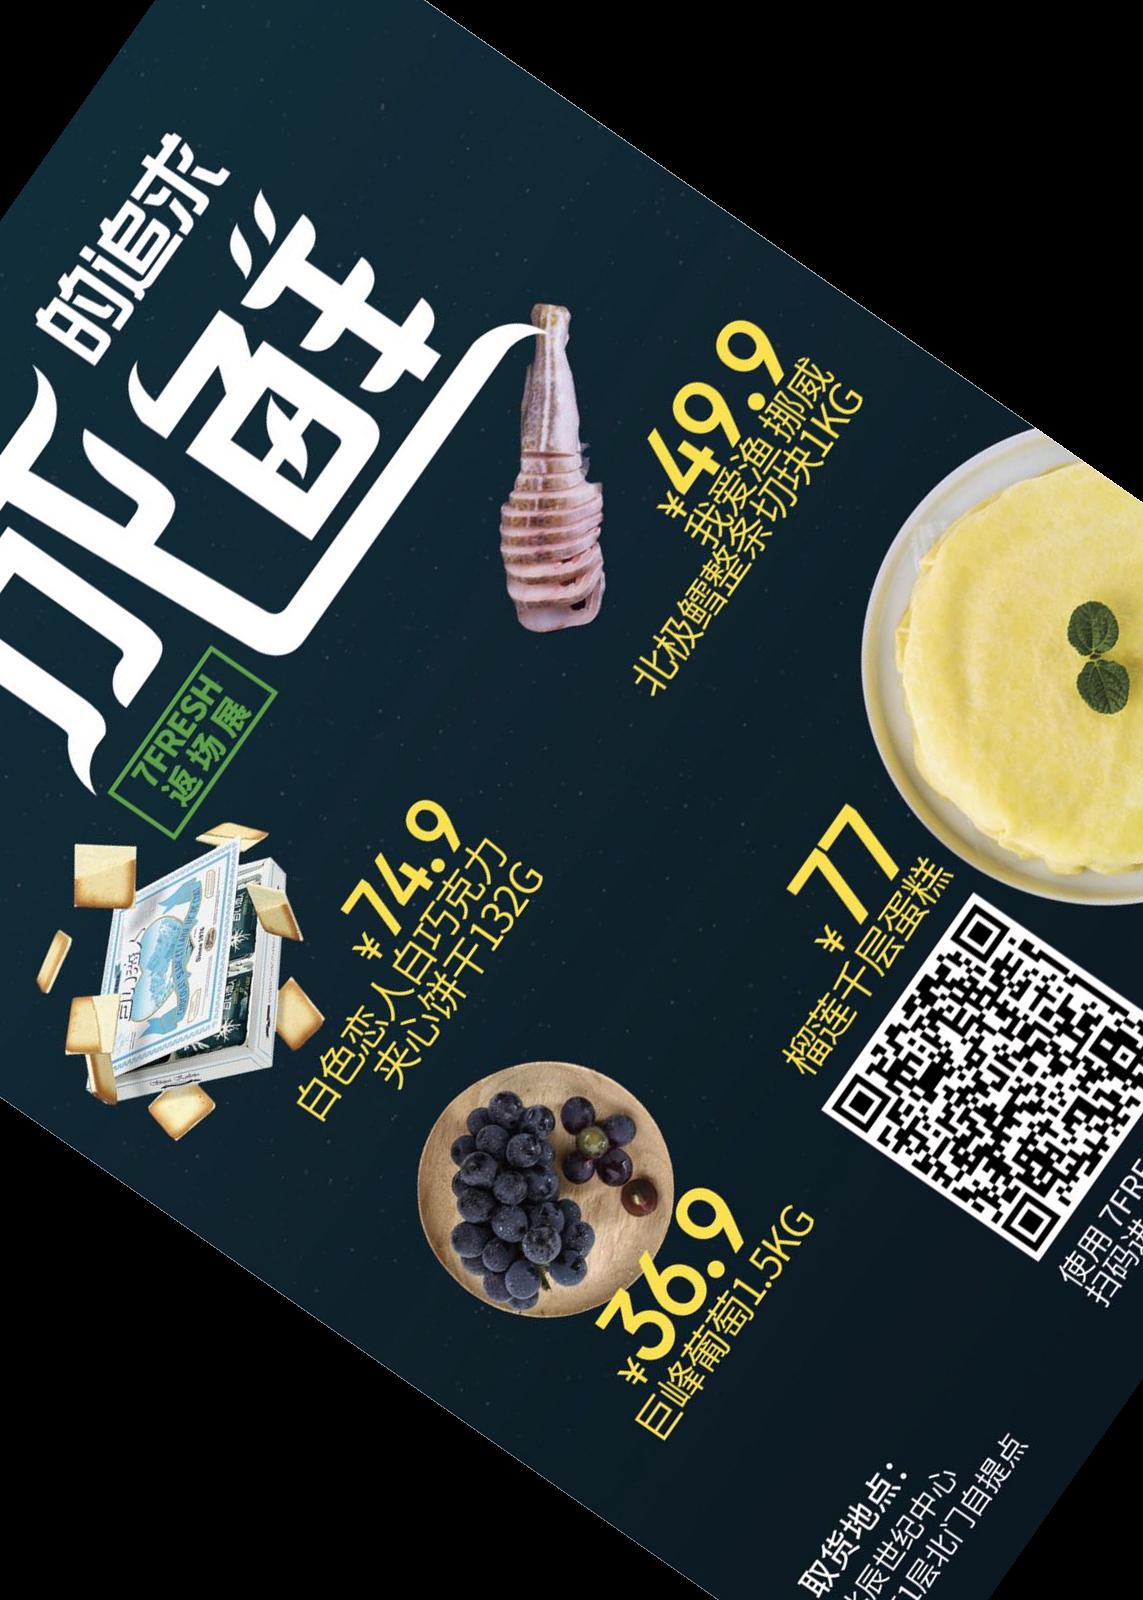 的追求
鲜
7FRESH
返场展
¥49.9
我爱渔 挪威
北极鳕整条切块1KG
¥74.9
白色恋人白巧克力
夹心饼干132G
¥77
榴莲千层蛋糕
¥36.9
巨峰葡萄1.5KG
使用 7FRE
扫码进
取货地点：
辰世纪中心
1层北门自提点